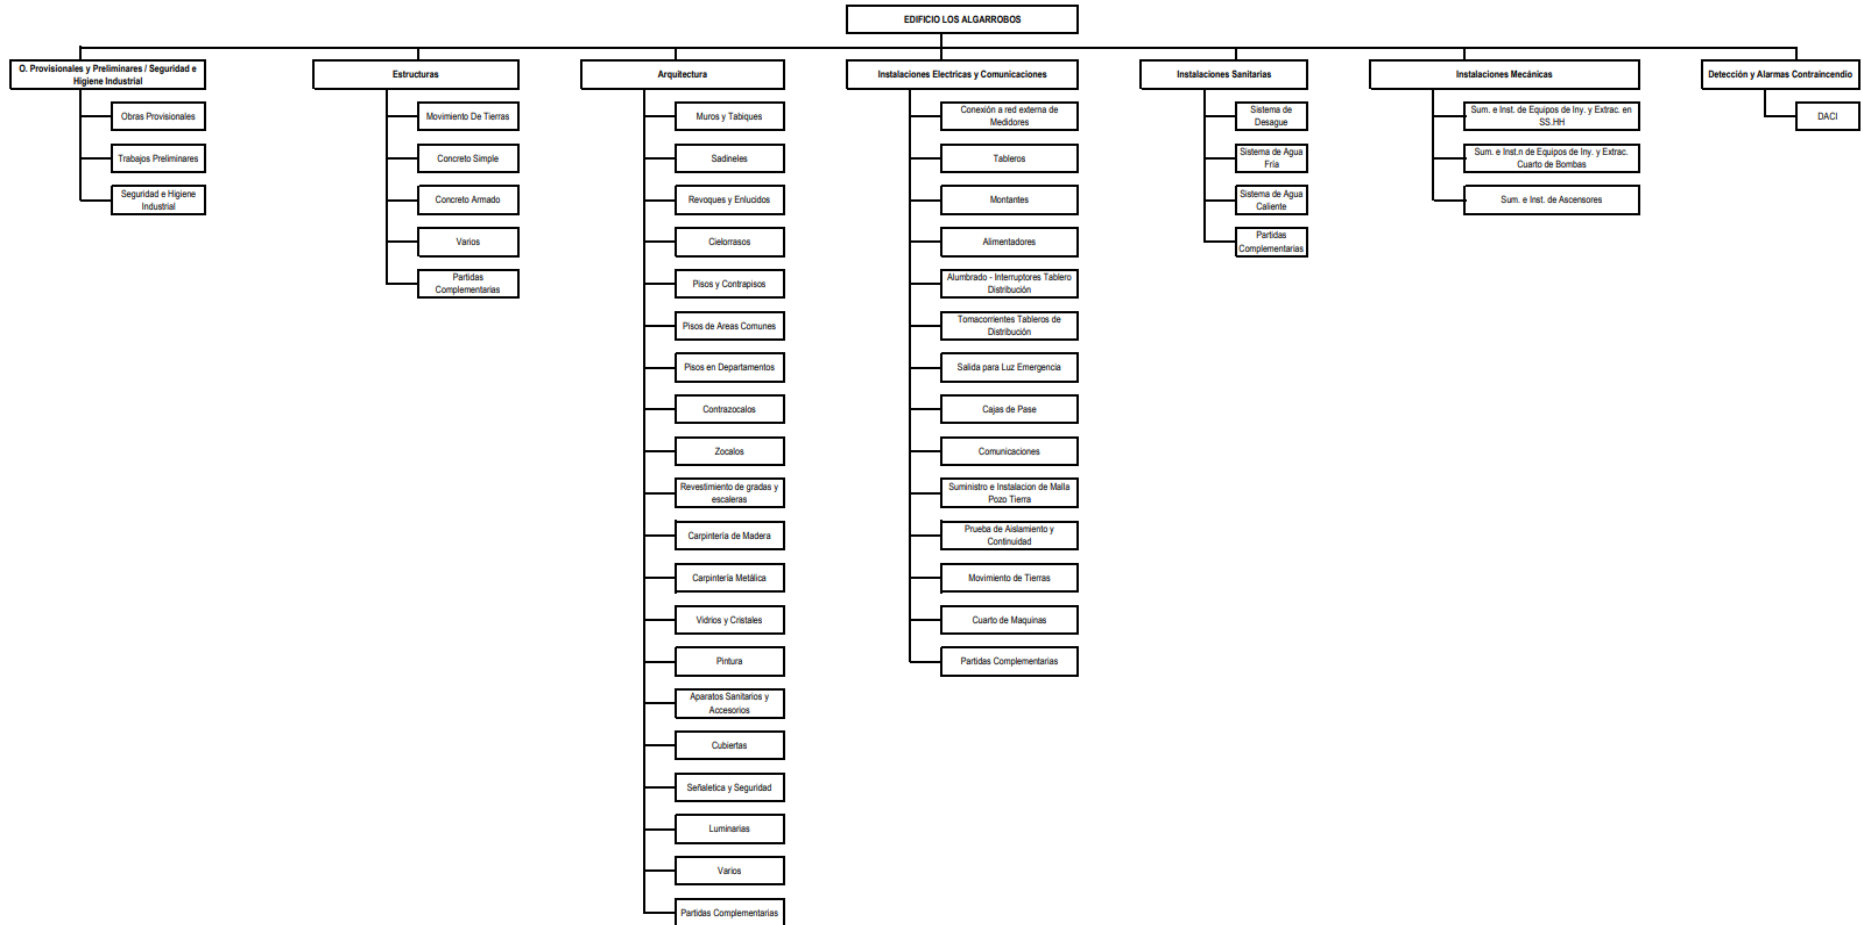 EDIFICIO LOS ALGARROBOS
O. Provisionales y Preliminares / Seguridad e
Higiene Industrial
Obras Provisionales
Trabajos Preliminares
Seguridad e Higiene
Industrial
Estructuras
Movimiento De Tierras
Concreto Simple
Concreto Armado
Varios
Partidas
Complementarias
Arquitectura
Muros y Tabiques
Sadineles
Revoques y Enlucidos
Cielorrasos
Pisos y Contrapisos
Pisos de Areas Comunes
Pisos en Departamentos
Contrazocalos
Zocalos
Revestimiento de gradas y
escaleras
Carpintería de Madera
Carpintería Metálica
Vidrios y Cristales
Pintura
Aparatos Sanitarios y
Accesorios
Cubiertas
Señaletica y Seguridad
Luminarias
Varios
Partidas Complementarias
Instalaciones Electricas y Comunicaciones
Conexión a red externa de
Medidores
Tableros
Montantes
Alimentadores
Alumbrado - Interruptores Tablero
Distribución
Tomacorrientes Tableros de
Distribución
Salida para Luz Emergencia
Cajas de Pase
Comunicaciones
Suministro e Instalacion de Malla
Pozo Tierra
Prueba de Aislamiento y
Continuidad
Movimiento de Tierras
Cuarto de Maquinas
Partidas Complementarias
Instalaciones Sanitarias
Sistema de
Desague
Sistema de Agua
Fría
Sistema de Agua
Caliente
Partidas
Complementarias
Instalaciones Mecánicas
Sum. e Inst. de Equipos de Iny. y Extrac. en
SS.HH
Sum. e Inst.n de Equipos de Iny. y Extrac.
Cuarto de Bombas
Sum. e Inst. de Ascensores
Detección y Alarmas Contraincendio
DACI